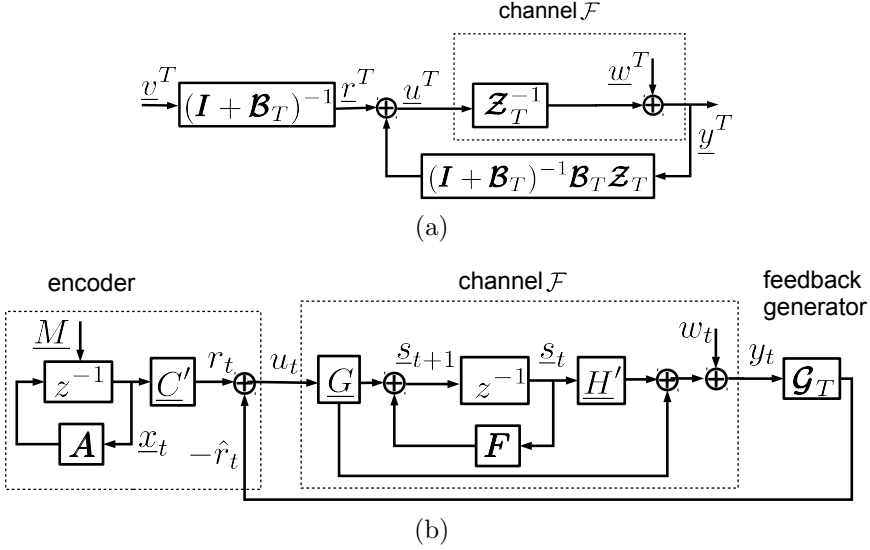 channel 𝓕
v^T
(I + 𝓑_T)^{-1}
r^T
u^T
𝓩_T^{-1}
w^T
y^T
(I + 𝓑_T)^{-1}𝓑_T𝓩_T
(a)
encoder
channel 𝓕
feedback generator
M
z^{-1}
C′
r_t
u_t
A
x_t
-r̂_t
G
s_{t+1}
z^{-1}
s_t
H′
F
w_t
y_t
𝓖_T
(b)